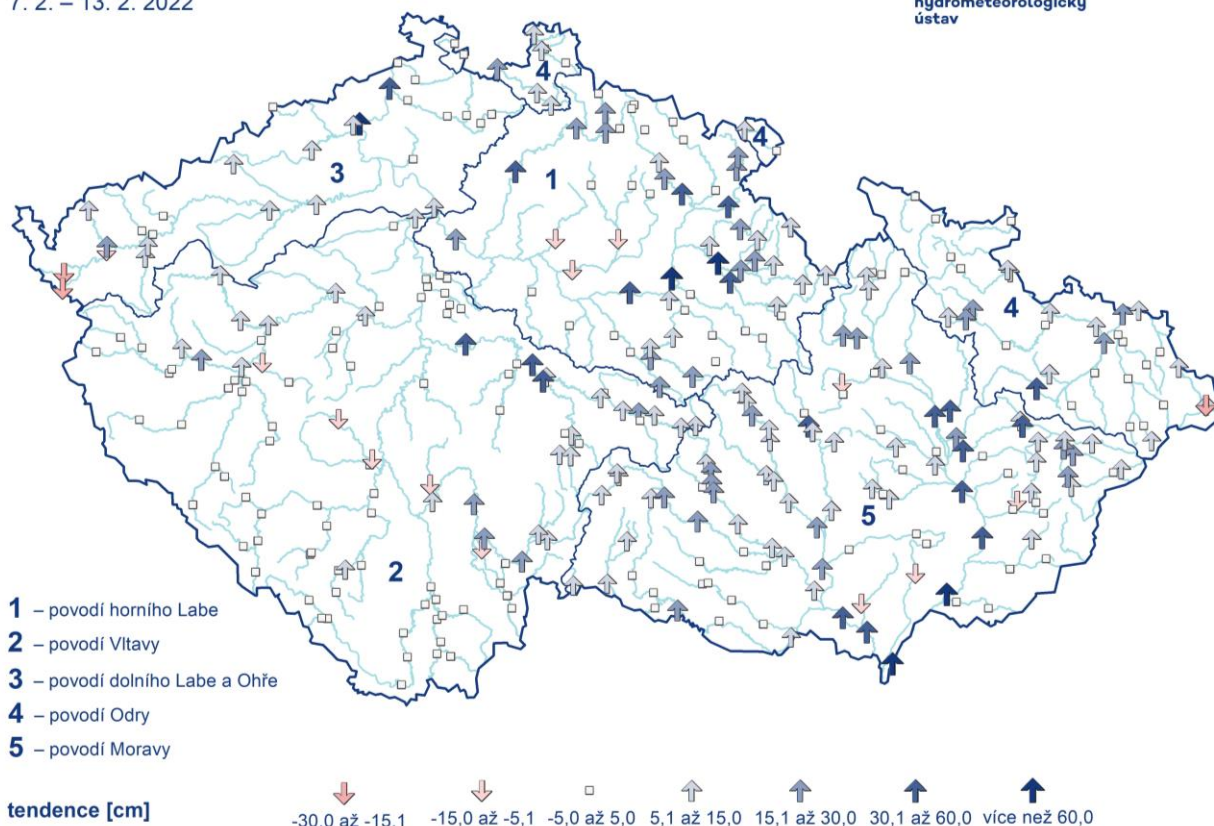 7. 2. – 13. 2. 2022
hydrometeorologický
ústav
4
4
3
1
4
5
2
1 – povodí horního Labe
2 – povodí Vltavy
3 – povodí dolního Labe a Ohře
4 – povodí Odry
5 – povodí Moravy
tendence [cm]
-30,0 až -15,1 -15,0 až -5,1 -5,0 až 5,0 5,1 až 15,0 15,1 až 30,0 30,1 až 60,0 více než 60,0